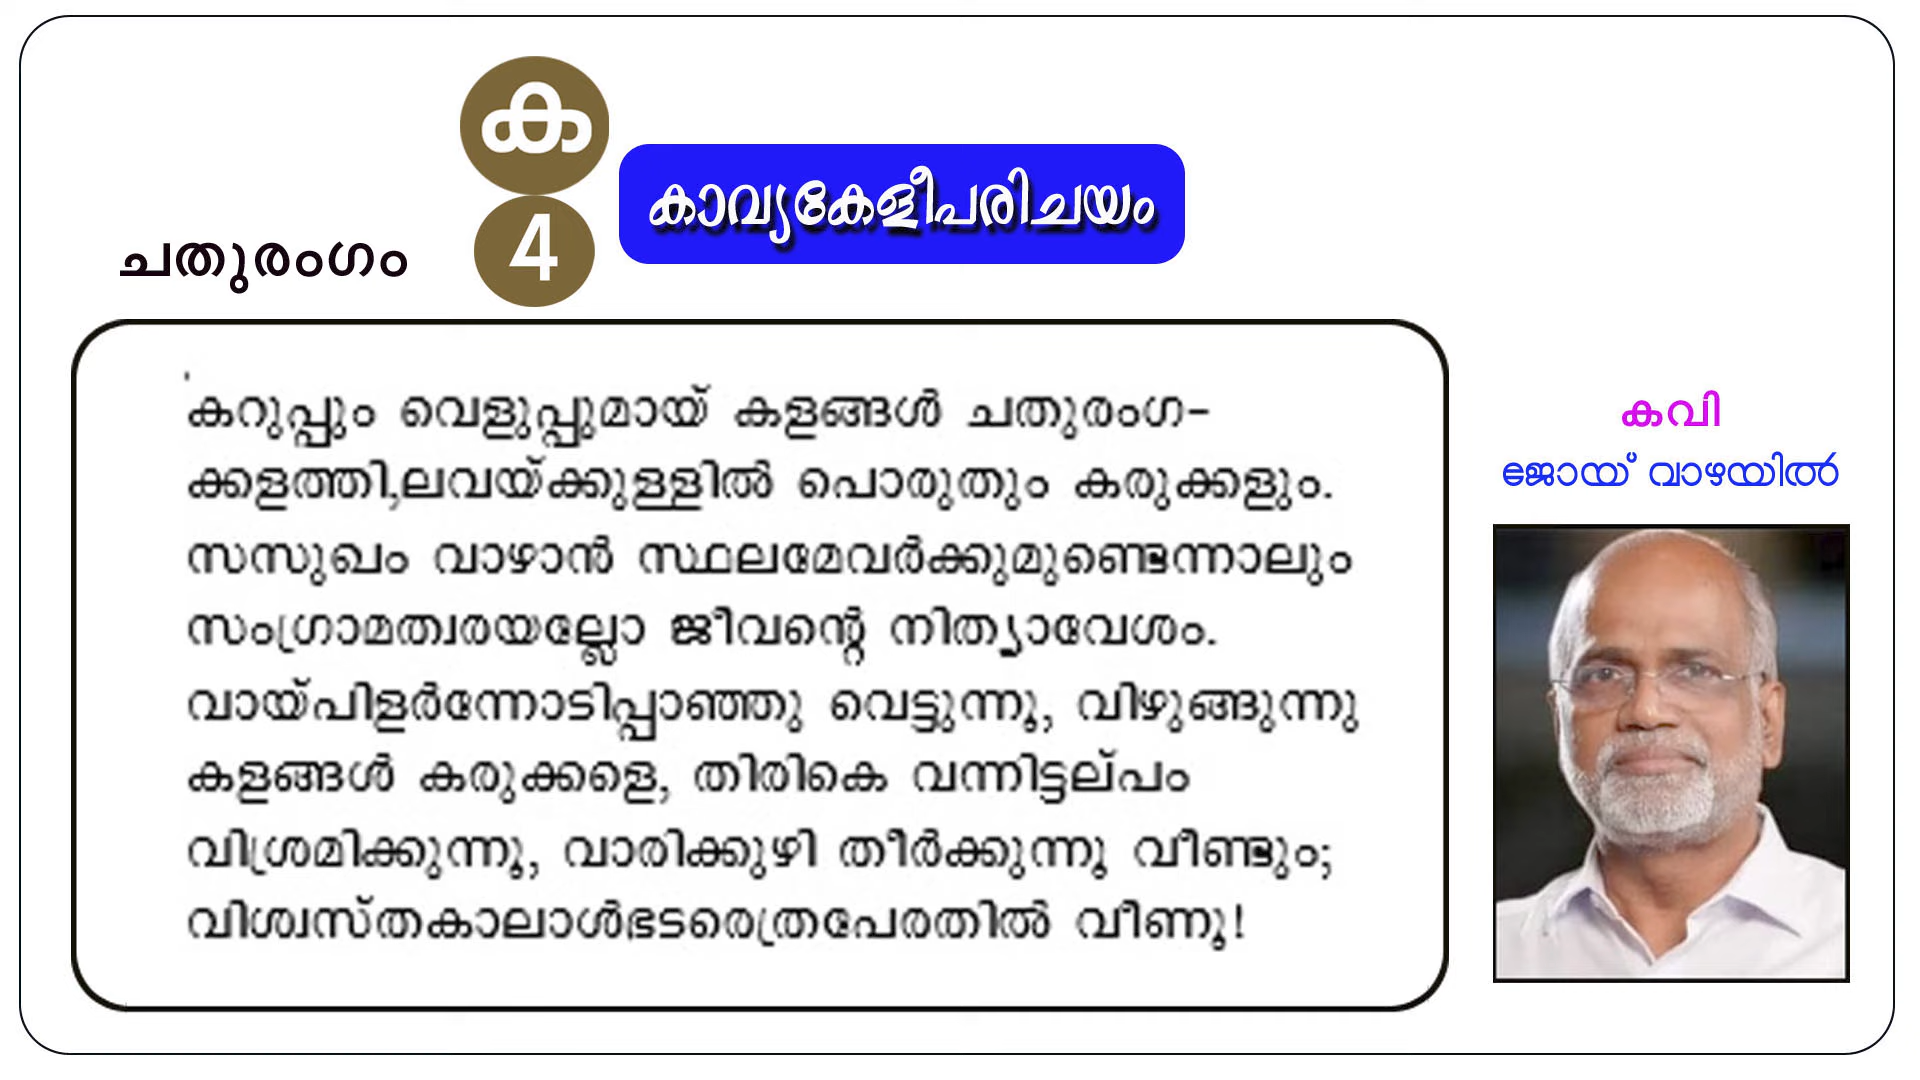 ക
4
കാവ്യകേളീപരിചയം
ചതുരംഗം
കറുപ്പും വെളുപ്പുമായ് കളങ്ങൾ ചതുരംഗ-
ക്കളത്തി,ലവയ്ക്കുള്ളിൽ പൊരുതും കരുക്കളും.
സസുഖം വാഴാൻ സ്ഥലമേവർക്കുമുണ്ടെന്നാലും
സംഗ്രാമത്വരയല്ലോ ജീവന്റെ നിത്യാവേശം.
വായ്പിളർന്നോടിപ്പാഞ്ഞു വെട്ടുന്നൂ, വിഴുങ്ങുന്നു
കളങ്ങൾ കരുക്കളെ, തിരികെ വന്നിട്ടല്പം
വിശ്രമിക്കുന്നൂ, വാരിക്കുഴി തീർക്കുന്നൂ വീണ്ടും;
വിശ്വസ്തകാലാൾഭടരെത്രപേരതിൽ വീണൂ!
കവി
ജോയ് വാഴയിൽ